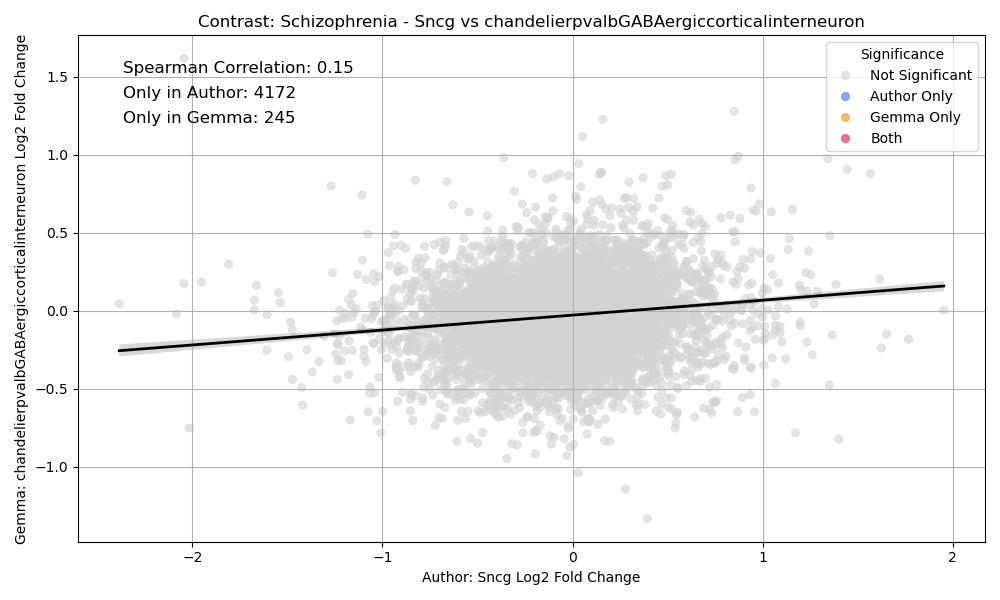 Contrast: Schizophrenia - Sncg vs chandelierpvalbGABAergiccorticalinterneuron
Spearman Correlation: 0.15
Only in Author: 4172
Only in Gemma: 245
Significance
Not Significant
Author Only
Gemma Only
Both
Gemma: chandelierpvalbGABAergiccorticalinterneuron Log2 Fold Change
1.5
1.0
0.5
0.0
−0.5
−1.0
−2
−1
0
1
2
Author: Sncg Log2 Fold Change